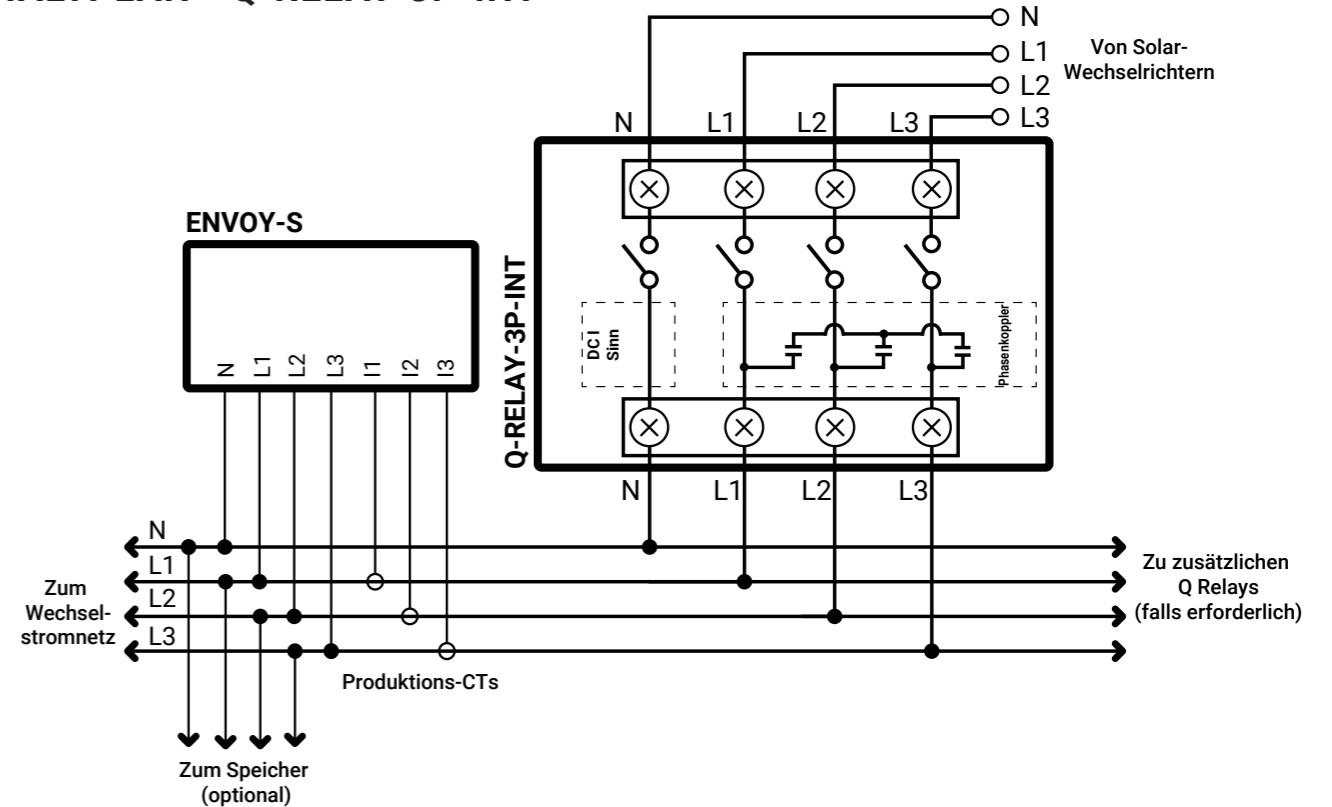 N
L1
L2
L3
Von Solar-
Wechselrichtern
N
L1
L2
L3
ENVOY-S
N
L1
L2
L3
I1
I2
I3
Q-RELAY-3P-INT
DC I
Sinn
Phasenkoppler
N
L1
L2
L3
N
L1
L2
L3
Zum
Wechsel-
stromnetz
Zu zusätzlichen
Q Relays
(falls erforderlich)
Produktions-CTs
Zum Speicher
(optional)